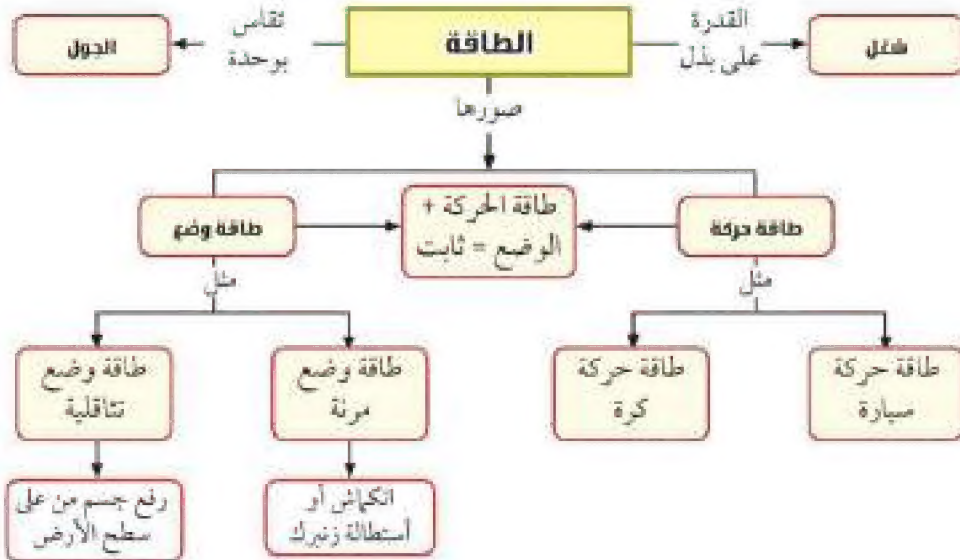 الطاقة
القدرة
على بذل
شغل
تقاس
بوحدة
الجول
صورها
طاقة حركة
طاقة الحركة +
الوضع = ثابت
طاقة وضع
مثل
مثل
طاقة حركة
سيارة
طاقة حركة
كرة
طاقة وضع
مرنة
طاقة وضع
تثاقلية
انكماش أو
أستطالة زنبرك
رفع جسم من على
سطح الأرض